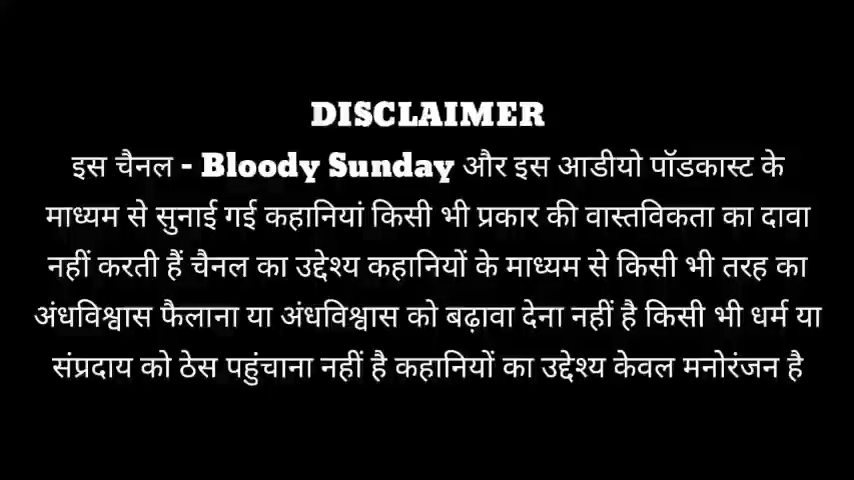 DISCLAIMER
इस चैनल - Bloody Sunday और इस आडीयो पॉडकास्ट के
माध्यम से सुनाई गई कहानियां किसी भी प्रकार की वास्तविकता का दावा
नहीं करती हैं चैनल का उद्देश्य कहानियों के माध्यम से किसी भी तरह का
अंधविश्वास फैलाना या अंधविश्वास को बढ़ावा देना नहीं है किसी भी धर्म या
संप्रदाय को ठेस पहुंचाना नहीं है कहानियों का उद्देश्य केवल मनोरंजन है